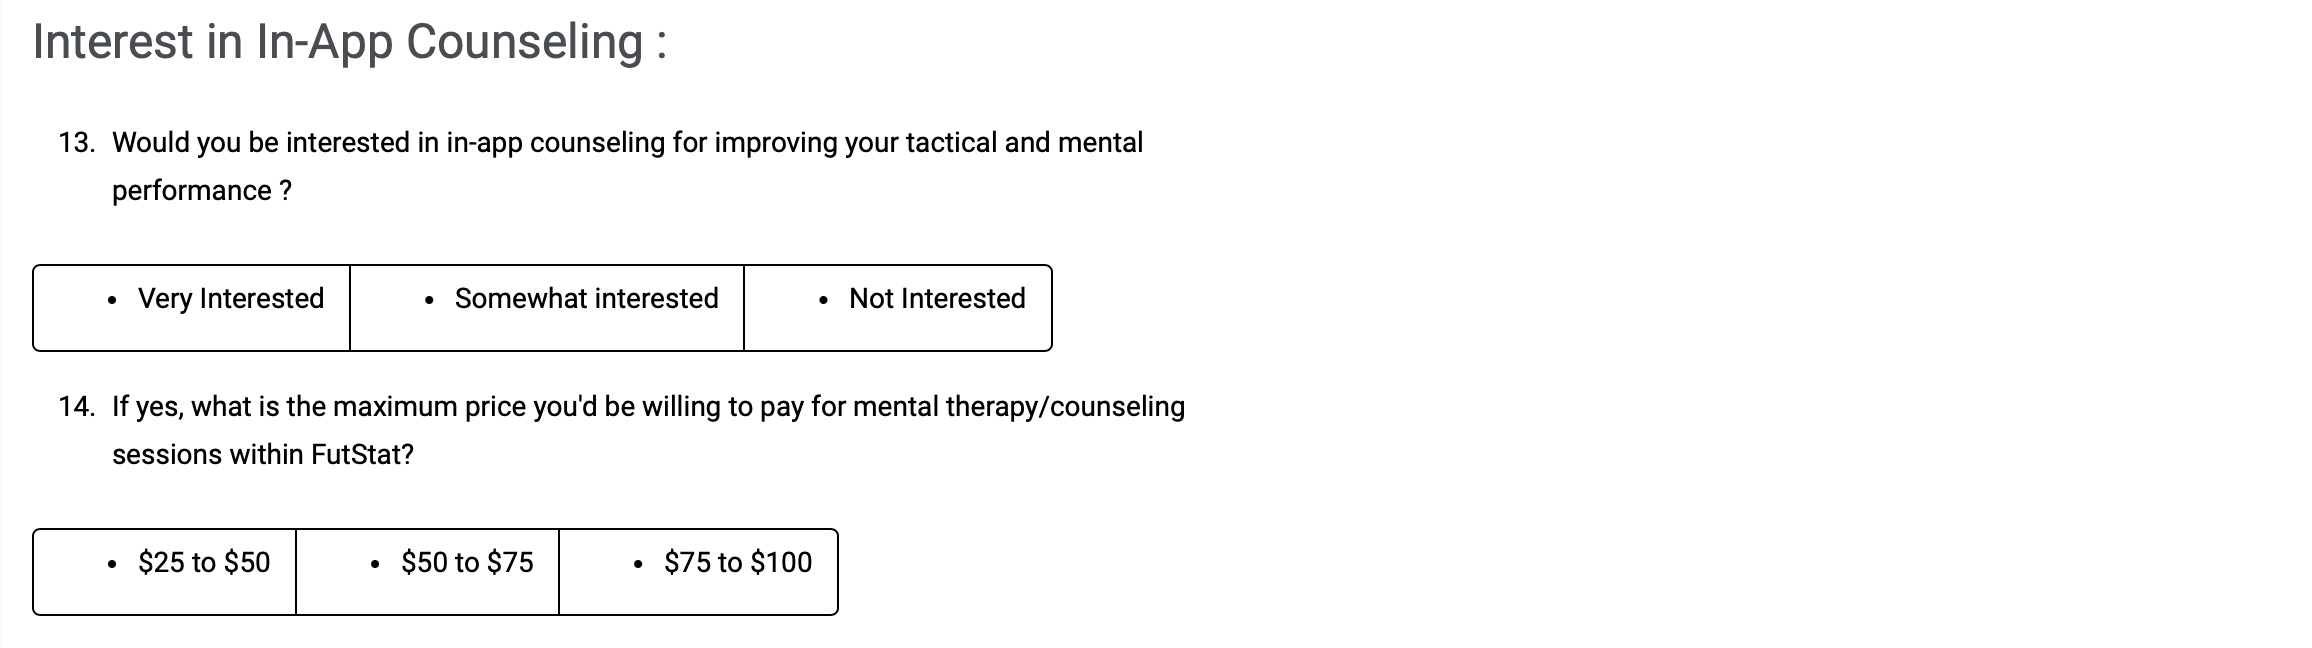 Interest in In-App Counseling :
13. Would you be interested in in-app counseling for improving your tactical and mental
performance ?
• Very Interested • Somewhat interested • Not Interested
14. If yes, what is the maximum price you'd be willing to pay for mental therapy/counseling
sessions within FutStat?
• $25 to $50 • $50 to $75 • $75 to $100